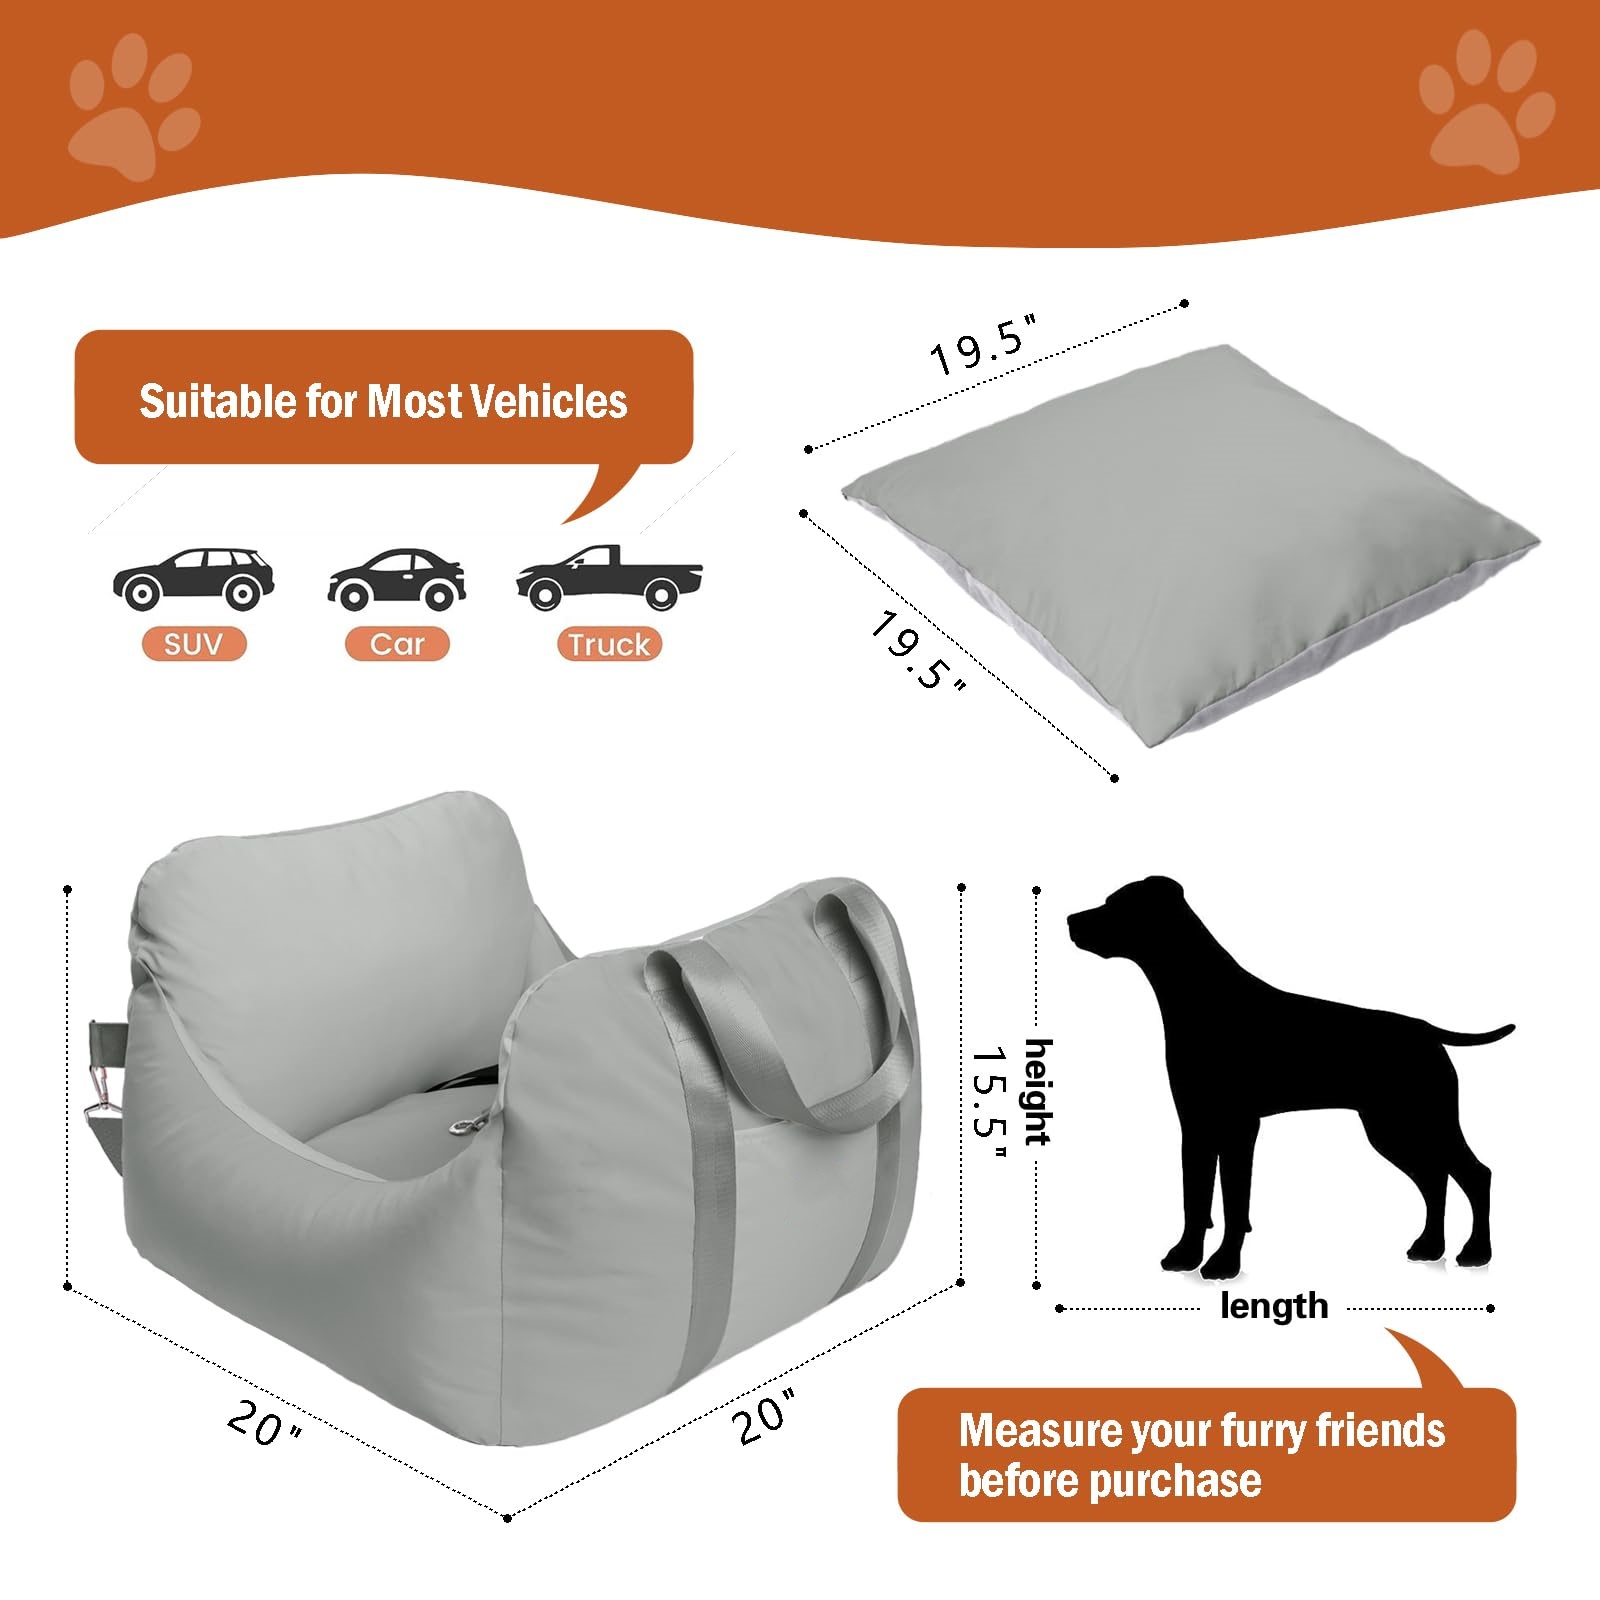 Suitable for Most Vehicles
SUV
Car
Truck
19.5"
19.5"
20"
20"
15.5"
height
length
Measure your furry friends
before purchase